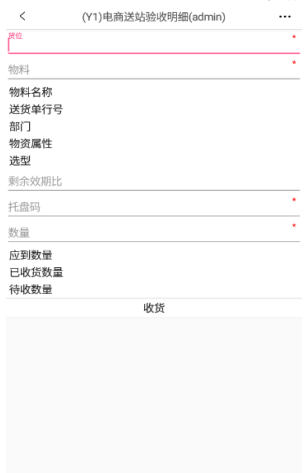 (Y1)电商送站验收明细(admin)
货位 *
物料 *
物料名称
送货单行号
部门
物资属性
选型
剩余效期比
托盘码 *
数量 *
应到数量
已收货数量
待收数量
收货